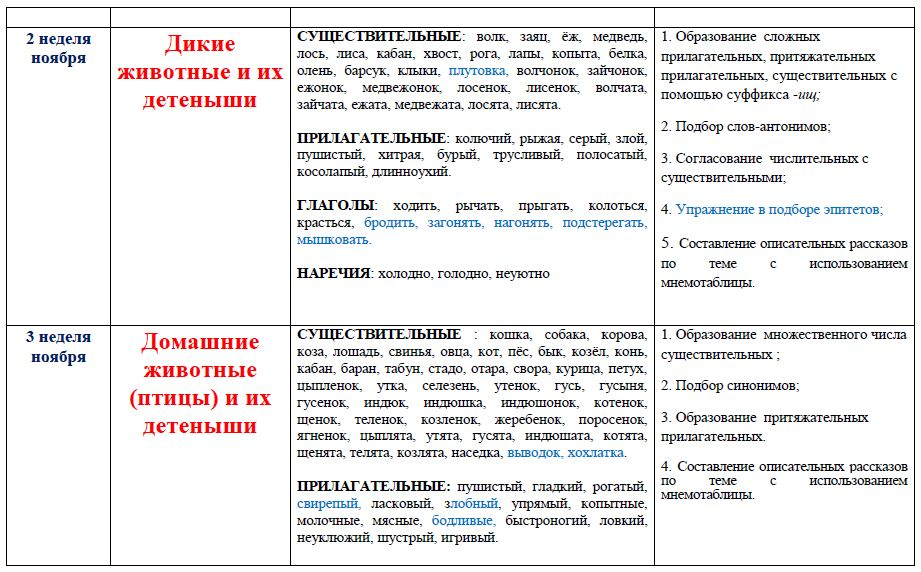 2 неделя
ноября
Дикие
животные и их
детеныши
СУЩЕСТВИТЕЛЬНЫЕ: волк, заяц, ёж, медведь,
лось, лиса, кабан, хвост, рога, лапы, копыта, белка,
олень, барсук, клыки, плутовка, волчонок, зайчонок,
ежонок, медвежонок, лосенок, лисенок, волчата,
зайчата, ежата, медвежата, лосята, лисята.
ПРИЛАГАТЕЛЬНЫЕ: колючий, рыжая, серый, злой,
пушистый, хитрая, бурый, трусливый, полосатый,
косолапый, длинноухий.
ГЛАГОЛЫ: ходить, рычать, прыгать, колоться,
красться, бродить, загонять, нагонять, подстерегать,
мышковать.
НАРЕЧИЯ: холодно, голодно, неуютно
1. Образование сложных
прилагательных, притяжательных
прилагательных, существительных с
помощью суффикса -ищ;
2. Подбор слов-антонимов;
3. Согласование числительных с
существительными;
4. Упражнение в подборе эпитетов;
5. Составление описательных рассказов
по теме с использованием
мнемотаблицы.
3 неделя
ноября
Домашние
животные
(птицы) и их
детеныши
СУЩЕСТВИТЕЛЬНЫЕ : кошка, собака, корова,
коза, лошадь, свинья, овца, кот, пёс, бык, козёл, конь,
кабан, баран, табун, стадо, отара, свора, курица, петух,
цыпленок, утка, селезень, утенок, гусь, гусыня,
гусенок, индюк, индюшка, индюшонок, котенок,
щенок, теленок, козленок, жеребенок, поросенок,
ягненок, цыплята, утята, гусята, индюшата, котята,
щенята, телята, козлята, наседка, выводок, хохлатка.
ПРИЛАГАТЕЛЬНЫЕ: пушистый, гладкий, рогатый,
свирепый, ласковый, злобный, упрямый, копытные,
молочные, мясные, бодливые, быстроногий, ловкий,
неуклюжий, шустрый, игривый.
1. Образование множественного числа
существительных ;
2. Подбор синонимов;
3. Образование притяжательных
прилагательных.
4. Составление описательных рассказов
по теме с использованием
мнемотаблицы.